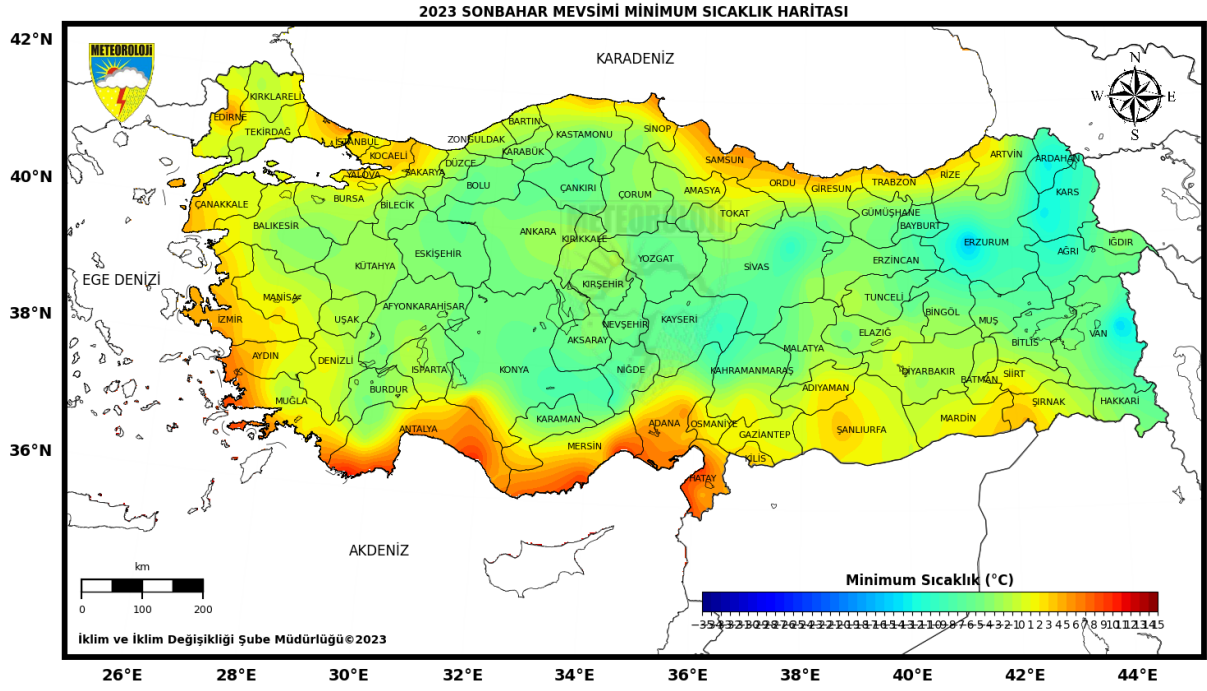 2023 SONBAHAR MEVSİMİ MİNİMUM SICAKLIK HARİTASI
42°N
40°N
38°N
36°N
METEOROLOJİ
KARADENİZ
N
W
E
S
KIRKLARELİ
EDİRNE
TEKİRDAĞ
İSTANBUL
KOCAELİ
YALOVA
SAKARYA
DÜZCE
ZONGULDAK
BARTIN
KARABÜK
KASTAMONU
SİNOP
SAMSUN
ORDU
GİRESUN
TRABZON
RİZE
ARTVİN
ARDAHAN
KARS
ÇANAKKALE
BALIKESİR
BURSA
BİLECİK
BOLU
ÇANKIRI
ÇORUM
AMASYA
TOKAT
GÜMÜŞHANE
BAYBURT
ERZURUM
AĞRI
IĞDIR
METEOROLOJİ
EGE DENİZİ
KÜTAHYA
ESKİŞEHİR
ANKARA
KIRIKKALE
YOZGAT
SİVAS
ERZİNCAN
KIRŞEHİR
TUNCELİ
BİNGÖL
MUŞ
VAN
BİTLİS
MANİSA
İZMİR
UŞAK
AFYONKARAHİSAR
NEVŞEHİR
KAYSERİ
AKSARAY
ELAZIĞ
MALATYA
AYDIN
DENİZLİ
ISPARTA
KONYA
NİĞDE
KAHRAMANMARAŞ
DİYARBAKIR
BATMAN
SİİRT
BURDUR
MUĞLA
ADIYAMAN
ŞIRNAK
HAKKARİ
ANTALYA
KARAMAN
MERSİN
ADANA
OSMANİYE
GAZİANTEP
ŞANLIURFA
MARDİN
KİLİS
HATAY
AKDENİZ
km
0 100 200
Minimum Sıcaklık (°C)
İklim ve İklim Değişikliği Şube Müdürlüğü©2023
26°E 28°E 30°E 32°E 34°E 36°E 38°E 40°E 42°E 44°E